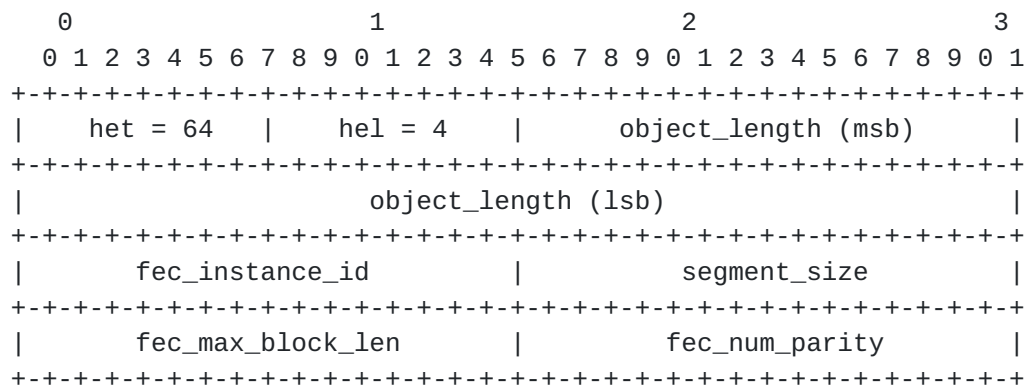 0                   1                   2                   3
0 1 2 3 4 5 6 7 8 9 0 1 2 3 4 5 6 7 8 9 0 1 2 3 4 5 6 7 8 9 0 1
+-+-+-+-+-+-+-+-+-+-+-+-+-+-+-+-+-+-+-+-+-+-+-+-+-+-+-+-+-+-+-+-+
|    het = 64   |    hel = 4    |      object_length (msb)      |
+-+-+-+-+-+-+-+-+-+-+-+-+-+-+-+-+-+-+-+-+-+-+-+-+-+-+-+-+-+-+-+-+
|                      object_length (lsb)                      |
+-+-+-+-+-+-+-+-+-+-+-+-+-+-+-+-+-+-+-+-+-+-+-+-+-+-+-+-+-+-+-+-+
|       fec_instance_id         |          segment_size         |
+-+-+-+-+-+-+-+-+-+-+-+-+-+-+-+-+-+-+-+-+-+-+-+-+-+-+-+-+-+-+-+-+
|       fec_max_block_len       |         fec_num_parity        |
+-+-+-+-+-+-+-+-+-+-+-+-+-+-+-+-+-+-+-+-+-+-+-+-+-+-+-+-+-+-+-+-+